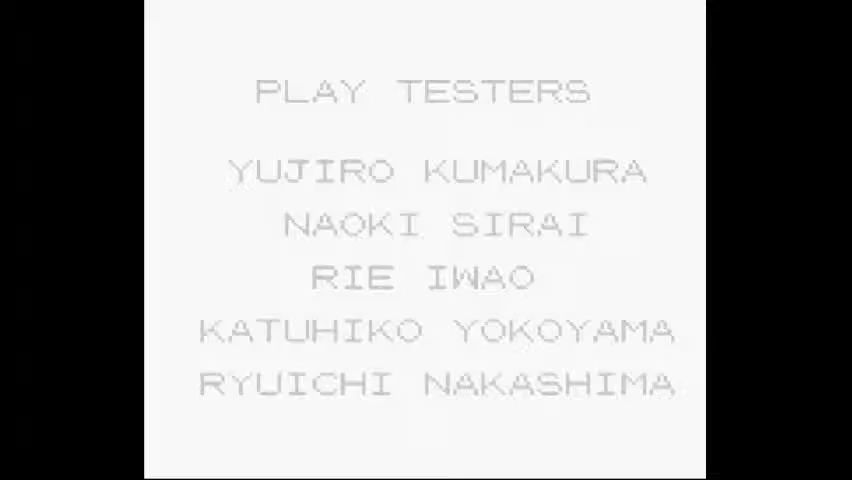 PLAY TESTERS
YUJIRO KUMAKURA
NAOKI SIRAI
RIE IWAO
KATUHIKO YOKOYAMA
RYUICHI NAKASHIMA